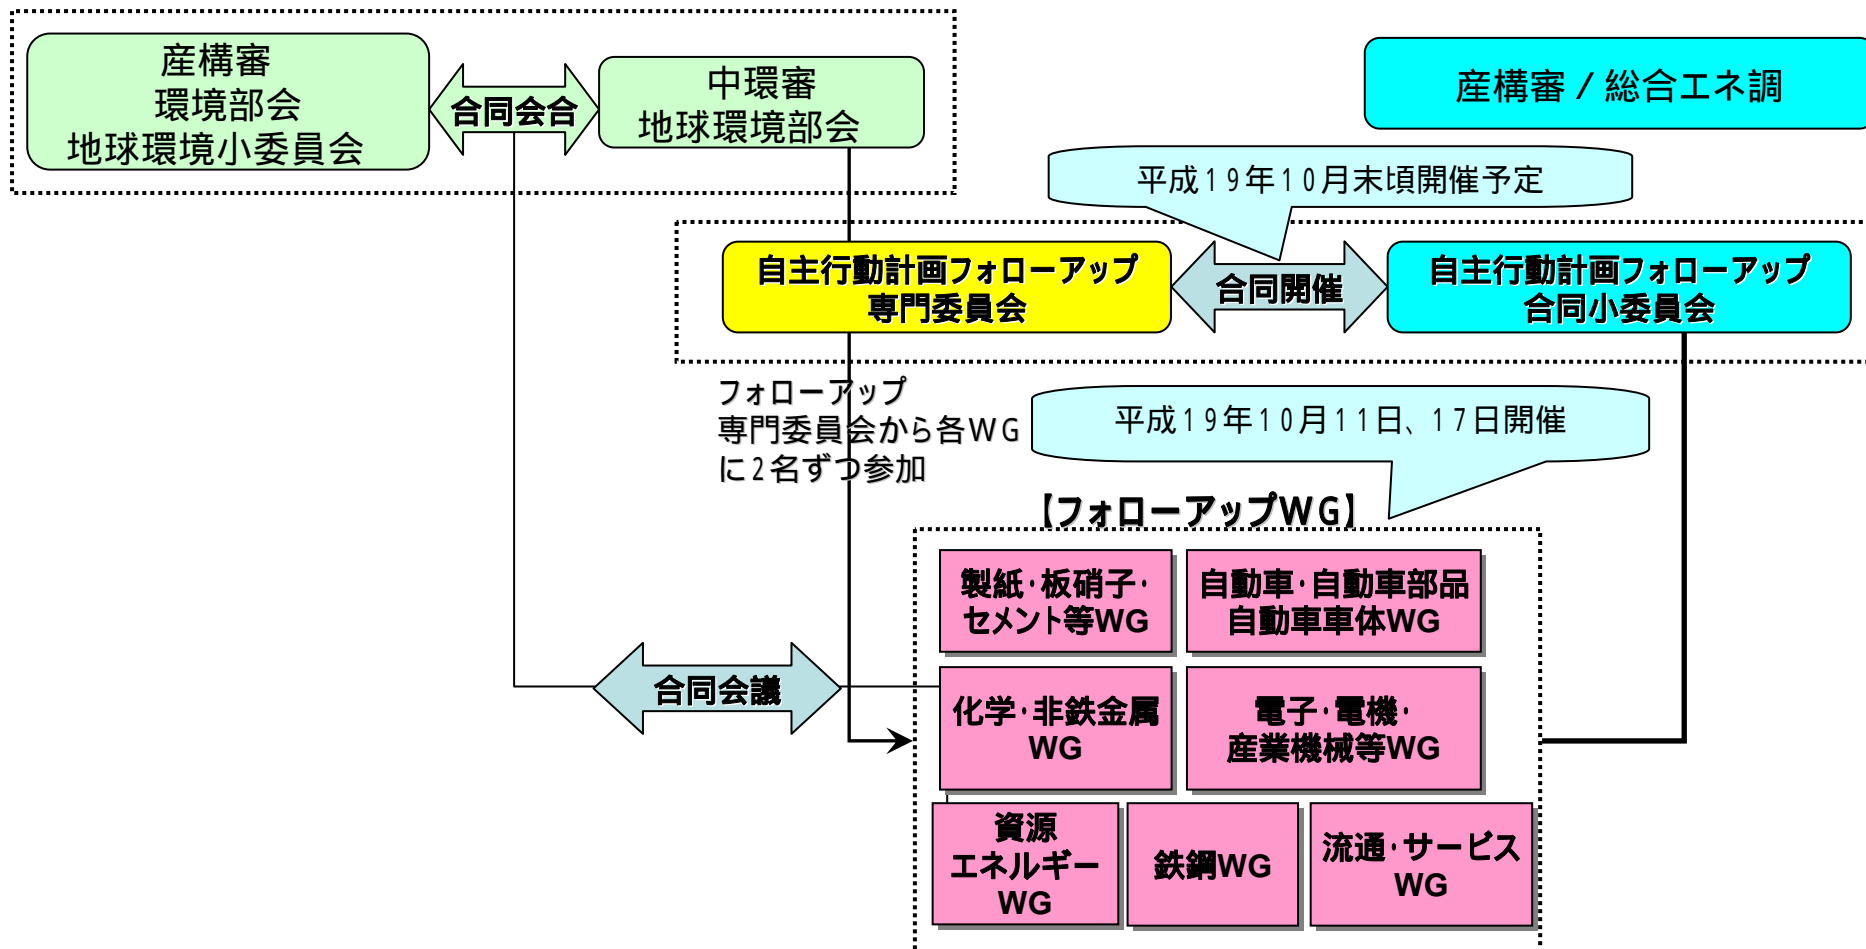 産構審
環境部会
地球環境小委員会
合同会合
中環審
地球環境部会
産構審/総合エネ調
平成19年10月末頃開催予定
自主行動計画フォローアップ
専門委員会
合同開催
自主行動計画フォローアップ
合同小委員会
フォローアップ
専門委員会から各WG
に2名ずつ参加
平成19年10月11日、17日開催
【フォローアップWG】
製紙・板硝子・
セメント等WG
自動車・自動車部品
自動車車体WG
合同会議
化学・非鉄金属
WG
電子・電機・
産業機械等WG
資源
エネルギー
WG
鉄鋼WG
流通・サービス
WG